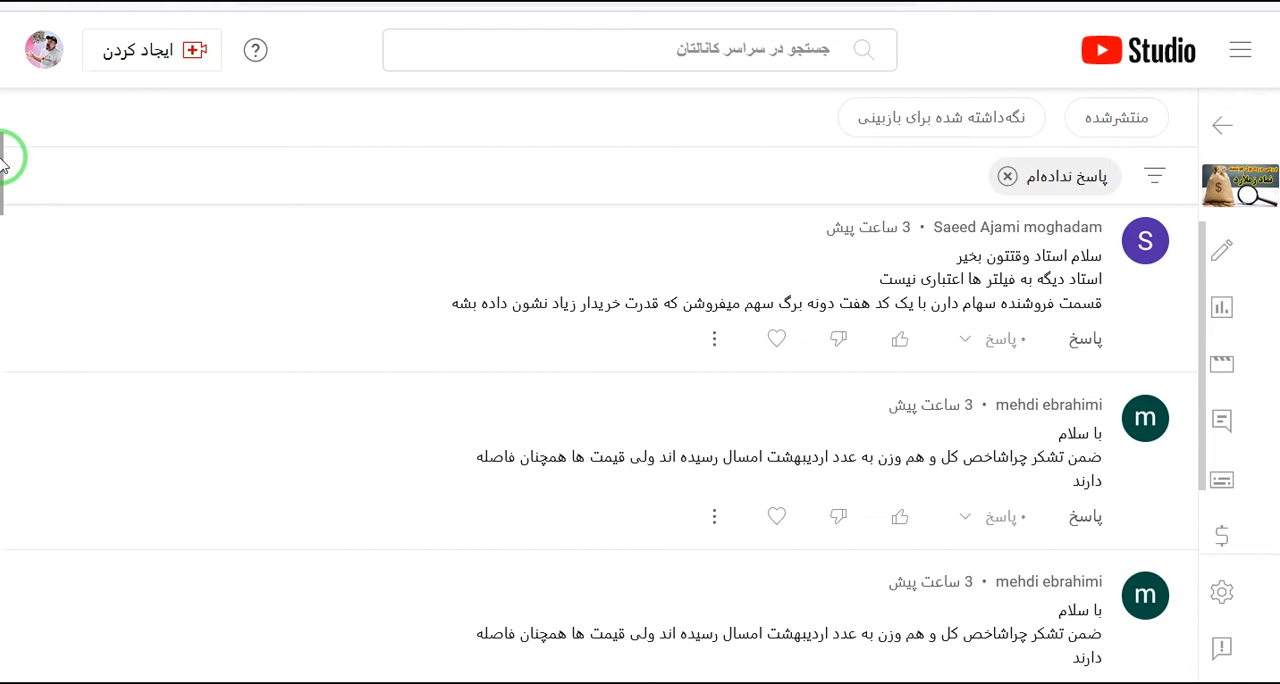 Studio
جستجو در سراسر کانالتان
ایجاد کردن
منتشرشده
نگه‌داشته شده برای بازبینی
پاسخ نداده‌ام
Saeed Ajami moghadam • 3 ساعت پیش
سلام استاد وقتتون بخیر
استاد دیگه به فیلتر ها اعتباری نیست
قسمت فروشنده سهام دارن با یک کد هفت دونه برگ سهم میفروشن که قدرت خریدار زیاد نشون داده بشه
پاسخ
۰ پاسخ
mehdi ebrahimi • 3 ساعت پیش
با سلام
ضمن تشکر چراشاخص کل و هم وزن به عدد اردیبهشت امسال رسیده اند ولی قیمت ها همچنان فاصله
دارند
پاسخ
۰ پاسخ
mehdi ebrahimi • 3 ساعت پیش
با سلام
ضمن تشکر چراشاخص کل و هم وزن به عدد اردیبهشت امسال رسیده اند ولی قیمت ها همچنان فاصله
دارند